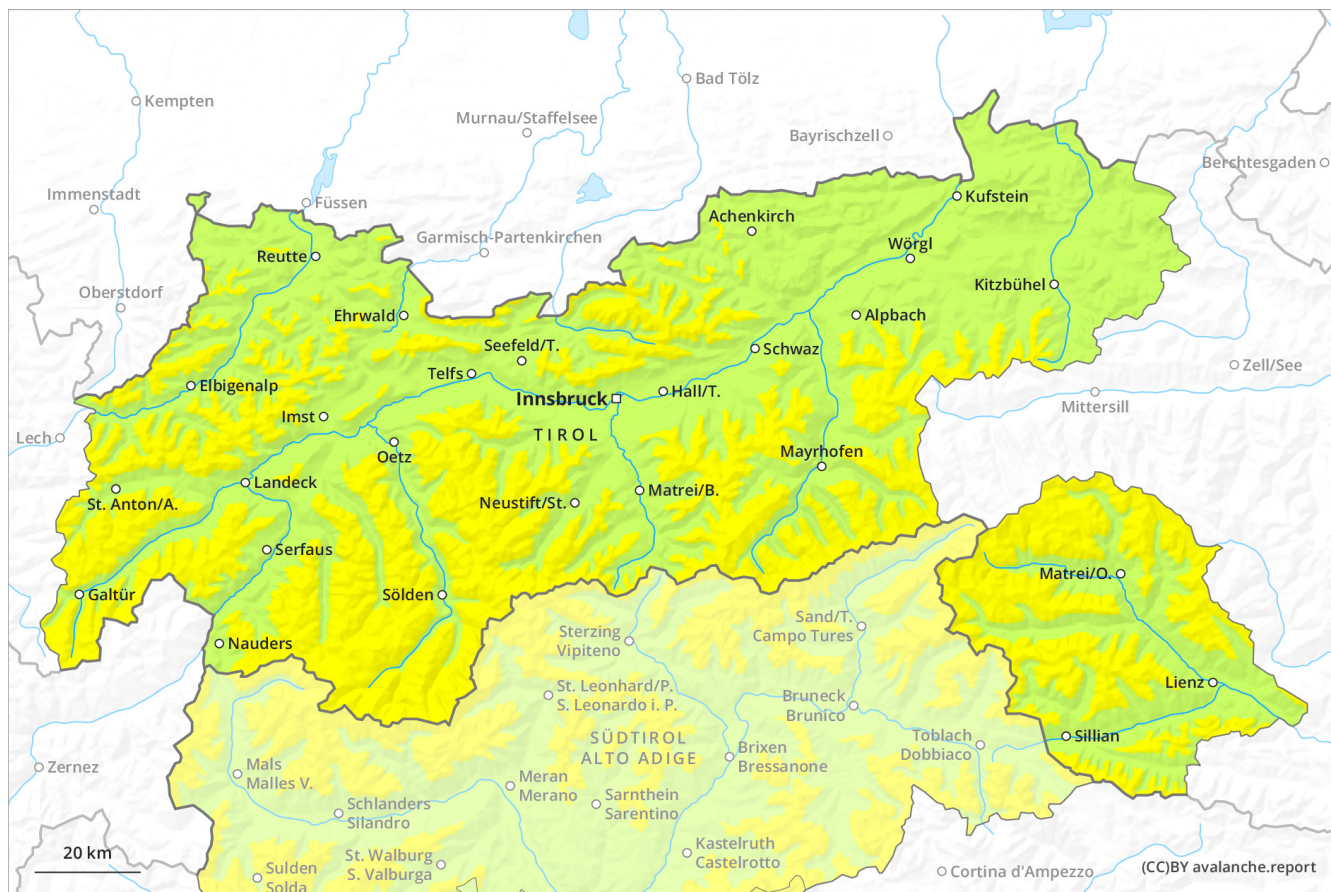 Kempten
Bad Tölz
Murnau/Staffelsee
Bayrischzell
Berchtesgaden
Immenstadt
Füssen
Kufstein
Achenkirch
Garmisch-Partenkirchen
Wörgl
Reutte
Kitzbühel
Oberstdorf
Ehrwald
Alpbach
Seefeld/T.
Schwaz
Zell/See
Telfs
Elbigenalp
Hall/T.
Innsbruck
Mittersill
Imst
Lech
TIROL
Oetz
Mayrhofen
Landeck
Matrei/B.
St. Anton/A.
Neustift/St.
Serfaus
Matrei/O.
Galtür
Sölden
Sand/T.
Campo Tures
Sterzing
Vipiteno
Nauders
Lienz
St. Leonhard/P.
S. Leonardo i. P.
Bruneck
Brunico
SÜDTIROL
ALTO ADIGE
Toblach
Dobbiaco
Sillian
Brixen
Bressanone
Zernez
Mals
Malles V.
Meran
Merano
Sarnthein
Sarentino
Schlanders
Silandro
20 km
St. Walburg
S. Valburga
Kastelruth
Castelrotto
Sulden
Solda
Cortina d'Ampezzo
(CC)BY avalanche.report